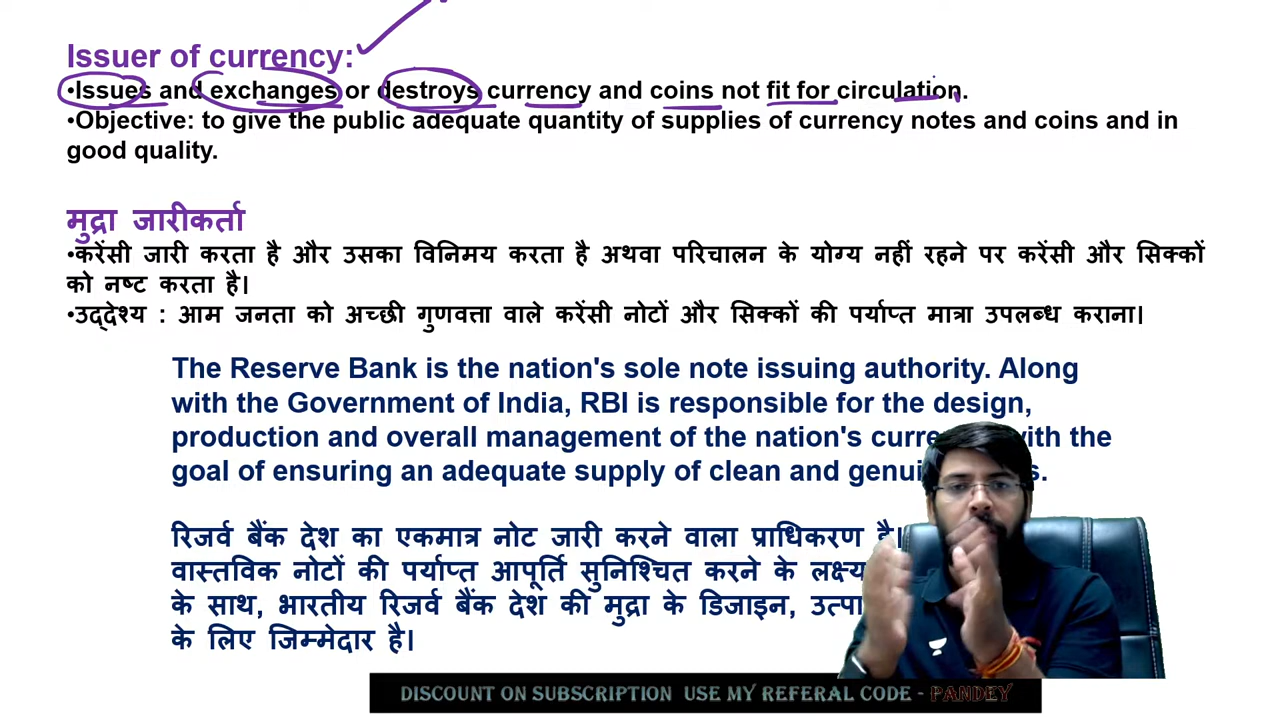 Issuer of currency:
•Issues and exchanges or destroys currency and coins not fit for circulation.
•Objective: to give the public adequate quantity of supplies of currency notes and coins and in
good quality.
मुद्रा जारीकर्ता
•करेंसी जारी करता है और उसका विनिमय करता है अथवा परिचालन के योग्य नहीं रहने पर करेंसी और सिक्कों
को नष्ट करता है।
•उद्देश्य : आम जनता को अच्छी गुणवत्ता वाले करेंसी नोटों और सिक्कों की पर्याप्त मात्रा उपलब्ध कराना।
The Reserve Bank is the nation's sole note issuing authority. Along
with the Government of India, RBI is responsible for the design,
production and overall management of the nation's with the
goal of ensuring an adequate supply of clean and
रिजर्व बैंक देश का एकमात्र नोट जारी करने वाला प्राधिकरण है।
वास्तविक नोटों की पर्याप्त आपूर्ति सुनिश्चित करने के लक्ष्य
के साथ, भारतीय रिजर्व बैंक देश की मुद्रा के डिजाइन,
के लिए जिम्मेदार है।
DISCOUNT ON SUBSCRIPTION USE MY REFERAL CODE - PANDEY